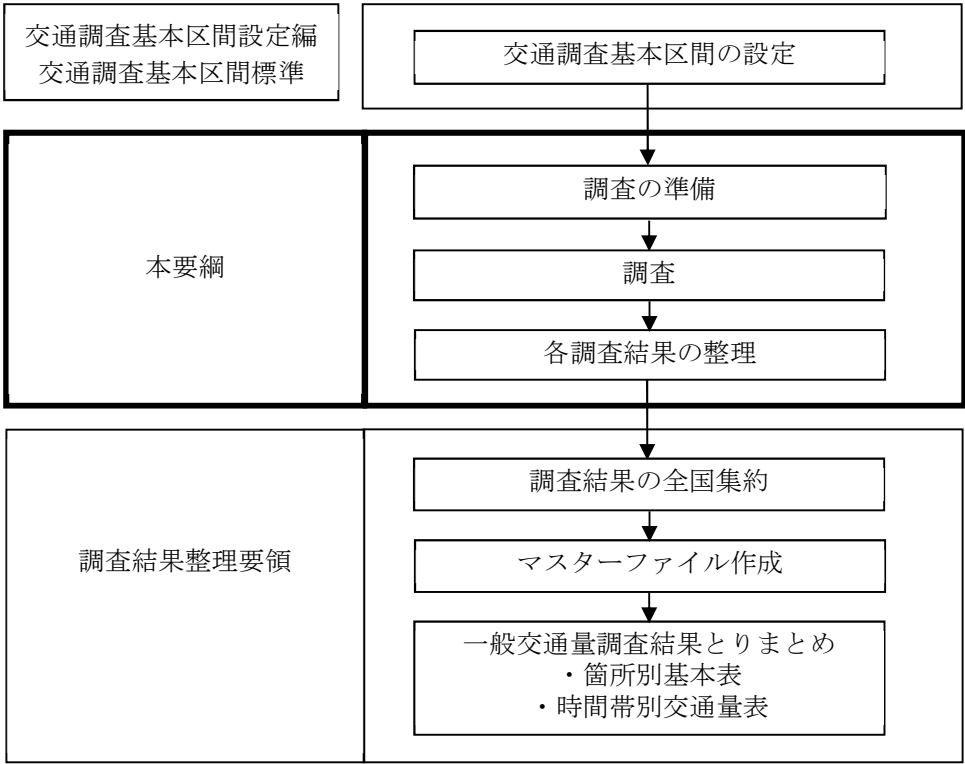 交通調査基本区間設定編
交通調査基本区間標準
交通調査基本区間の設定
本要綱
調査の準備
調査
各調査結果の整理
調査結果整理要領
調査結果の全国集約
マスターファイル作成
一般交通量調査結果とりまとめ
・箇所別基本表
・時間帯別交通量表